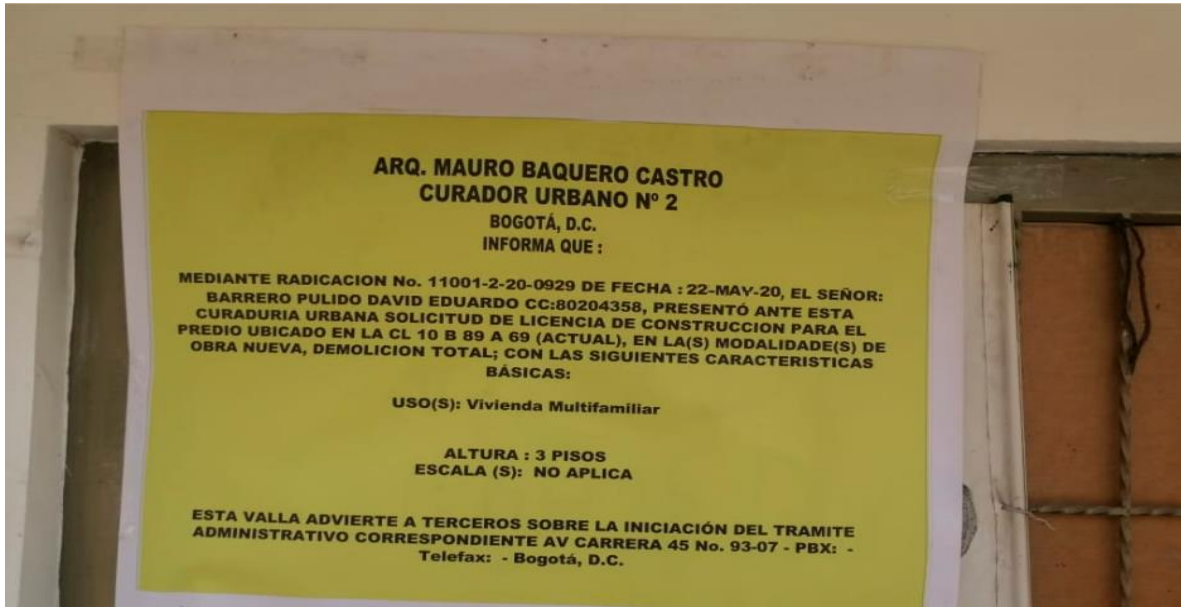 ARQ. MAURO BAQUERO CASTRO
CURADOR URBANO Nº 2
BOGOTÁ, D.C.
INFORMA QUE :
MEDIANTE RADICACION No. 11001-2-20-0929 DE FECHA : 22-MAY-20, EL SEÑOR:
BARRERO PULIDO DAVID EDUARDO CC:80204358, PRESENTÓ ANTE ESTA
CURADURIA URBANA SOLICITUD DE LICENCIA DE CONSTRUCCION PARA EL
PREDIO UBICADO EN LA CL 10 B 89 A 69 (ACTUAL), EN LA(S) MODALIDADE(S) DE
OBRA NUEVA, DEMOLICION TOTAL; CON LAS SIGUIENTES CARACTERISTICAS
BÁSICAS:
USO(S): Vivienda Multifamiliar
ALTURA : 3 PISOS
ESCALA (S): NO APLICA
ESTA VALLA ADVIERTE A TERCEROS SOBRE LA INICIACIÓN DEL TRAMITE
ADMINISTRATIVO CORRESPONDIENTE AV CARRERA 45 No. 93-07 - PBX: -
Telefax: - Bogotá, D.C.